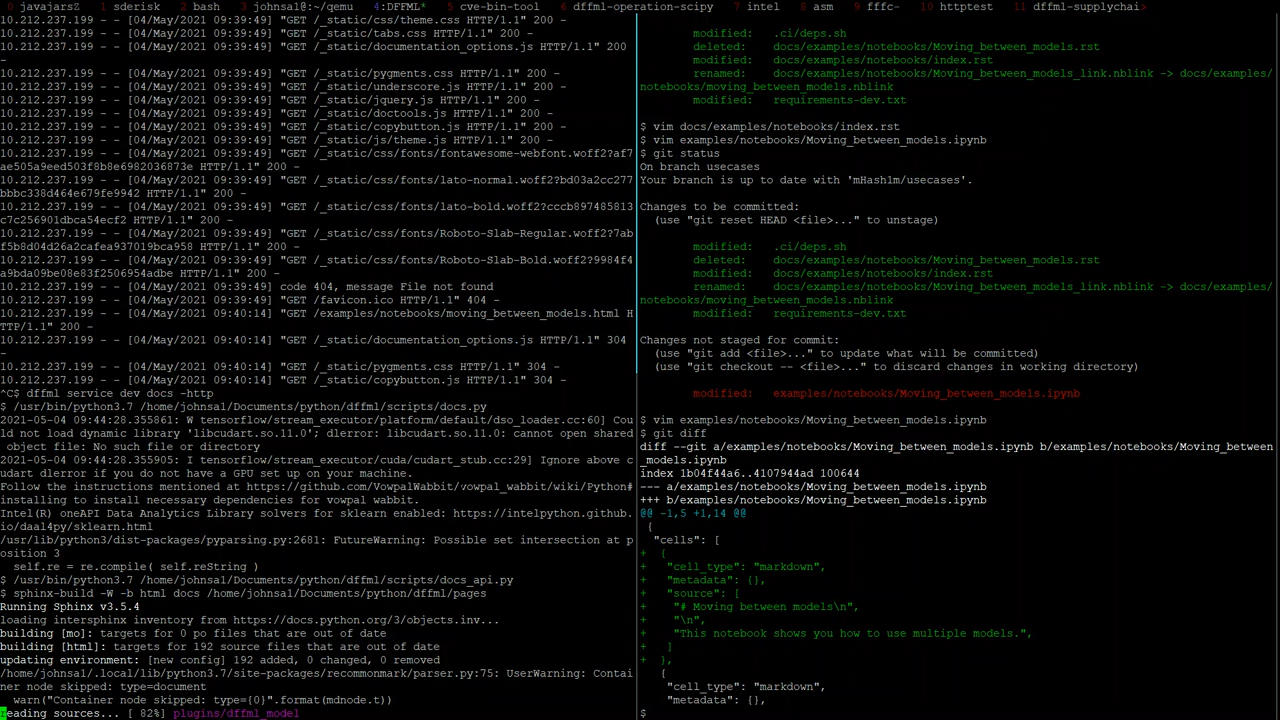 0 javajarsZ  1 sderisk  2 bash  3 johnsal@:~/qemu  4:DFFML*  5 cve-bin-tool  6 dffml-operation-scipy  7 intel  8 asm  9 fffc-  10 httptest  11 dffml-supplychai>
10.212.237.199 - - [04/May/2021 09:39:49] "GET /_static/css/theme.css HTTP/1.1" 200 -
10.212.237.199 - - [04/May/2021 09:39:49] "GET /_static/tabs.css HTTP/1.1" 200 -
10.212.237.199 - - [04/May/2021 09:39:49] "GET /_static/documentation_options.js HTTP/1.1" 200
-
10.212.237.199 - - [04/May/2021 09:39:49] "GET /_static/pygments.css HTTP/1.1" 200 -
10.212.237.199 - - [04/May/2021 09:39:49] "GET /_static/underscore.js HTTP/1.1" 200 -
10.212.237.199 - - [04/May/2021 09:39:49] "GET /_static/jquery.js HTTP/1.1" 200 -
10.212.237.199 - - [04/May/2021 09:39:49] "GET /_static/doctools.js HTTP/1.1" 200 -
10.212.237.199 - - [04/May/2021 09:39:49] "GET /_static/copybutton.js HTTP/1.1" 200 -
10.212.237.199 - - [04/May/2021 09:39:49] "GET /_static/js/theme.js HTTP/1.1" 200 -
10.212.237.199 - - [04/May/2021 09:39:49] "GET /_static/css/fonts/fontawesome-webfont.woff2?af7
ae505a9eed503f8b8e6982036873e HTTP/1.1" 200 -
10.212.237.199 - - [04/May/2021 09:39:49] "GET /_static/css/fonts/lato-normal.woff2?bd03a2cc277
bbbc338d464e679fe9942 HTTP/1.1" 200 -
10.212.237.199 - - [04/May/2021 09:39:49] "GET /_static/css/fonts/lato-bold.woff2?cccb897485813
c7c256901dbca54ecf2 HTTP/1.1" 200 -
10.212.237.199 - - [04/May/2021 09:39:49] "GET /_static/css/fonts/Roboto-Slab-Regular.woff2?7ab
f5b8d04d26a2cafea937019bca958 HTTP/1.1" 200 -
10.212.237.199 - - [04/May/2021 09:39:49] "GET /_static/css/fonts/Roboto-Slab-Bold.woff2?9984f4
a9bda09be08e83f2506954adbe HTTP/1.1" 200 -
10.212.237.199 - - [04/May/2021 09:39:49] code 404, message File not found
10.212.237.199 - - [04/May/2021 09:39:49] "GET /favicon.ico HTTP/1.1" 404 -
10.212.237.199 - - [04/May/2021 09:40:14] "GET /examples/notebooks/moving_between_models.html H
TTP/1.1" 200 -
10.212.237.199 - - [04/May/2021 09:40:14] "GET /_static/documentation_options.js HTTP/1.1" 304
-
10.212.237.199 - - [04/May/2021 09:40:14] "GET /_static/pygments.css HTTP/1.1" 304 -
10.212.237.199 - - [04/May/2021 09:40:14] "GET /_static/copybutton.js HTTP/1.1" 304 -
^C$ dffml service dev docs -http
$ /usr/bin/python3.7 /home/johnsa1/Documents/python/dffml/scripts/docs.py
2021-05-04 09:44:28.355861: W tensorflow/stream_executor/platform/default/dso_loader.cc:60] Cou
ld not load dynamic library 'libcudart.so.11.0'; dlerror: libcudart.so.11.0: cannot open shared
object file: No such file or directory
2021-05-04 09:44:28.355905: I tensorflow/stream_executor/cuda/cudart_stub.cc:29] Ignore above c
udart dlerror if you do not have a GPU set up on your machine.
Follow the instructions mentioned at https://github.com/VowpalWabbit/vowpal_wabbit/wiki/Python#
installing to install necessary dependencies for vowpal wabbit.
Intel(R) oneAPI Data Analytics Library solvers for sklearn enabled: https://intelpython.github.
io/daal4py/sklearn.html
/usr/lib/python3/dist-packages/pyparsing.py:2681: FutureWarning: Possible set intersection at p
osition 3
self.re = re.compile( self.reString )
$ /usr/bin/python3.7 /home/johnsa1/Documents/python/dffml/scripts/docs_api.py
$ sphinx-build -W -b html docs /home/johnsa1/Documents/python/dffml/pages
Running Sphinx v3.5.4
loading intersphinx inventory from https://docs.python.org/3/objects.inv...
building [mo]: targets for 0 po files that are out of date
building [html]: targets for 192 source files that are out of date
updating environment: [new config] 192 added, 0 changed, 0 removed
/home/johnsa1/.local/lib/python3.7/site-packages/recommonmark/parser.py:75: UserWarning: Contai
ner node skipped: type=document
warn("Container node skipped: type={0}".format(mdnode.t))
reading sources... [ 82%] plugins/dffml_model
modified:   .ci/deps.sh
deleted:    docs/examples/notebooks/Moving_between_models.rst
modified:   docs/examples/notebooks/index.rst
renamed:    docs/examples/notebooks/Moving_between_models_link.nblink -> docs/examples/
notebooks/moving_between_models.nblink
modified:   requirements-dev.txt
$ vim docs/examples/notebooks/index.rst
$ vim examples/notebooks/Moving_between_models.ipynb
$ git status
On branch usecases
Your branch is up to date with 'mHash1m/usecases'.
Changes to be committed:
(use "git reset HEAD <file>..." to unstage)
modified:   .ci/deps.sh
deleted:    docs/examples/notebooks/Moving_between_models.rst
modified:   docs/examples/notebooks/index.rst
renamed:    docs/examples/notebooks/Moving_between_models_link.nblink -> docs/examples/
notebooks/moving_between_models.nblink
modified:   requirements-dev.txt
Changes not staged for commit:
(use "git add <file>..." to update what will be committed)
(use "git checkout -- <file>..." to discard changes in working directory)
modified:   examples/notebooks/Moving_between_models.ipynb
$ vim examples/notebooks/Moving_between_models.ipynb
$ git diff
diff --git a/examples/notebooks/Moving_between_models.ipynb b/examples/notebooks/Moving_between
_models.ipynb
index 1b04f44a6..4107944ad 100644
--- a/examples/notebooks/Moving_between_models.ipynb
+++ b/examples/notebooks/Moving_between_models.ipynb
@@ -1,5 +1,14 @@
{
"cells": [
+  {
+   "cell_type": "markdown",
+   "metadata": {},
+   "source": [
+    "# Moving between models\n",
+    "\n",
+    "This notebook shows you how to use multiple models.",
+   ]
+  },
{
"cell_type": "markdown",
"metadata": {},
$